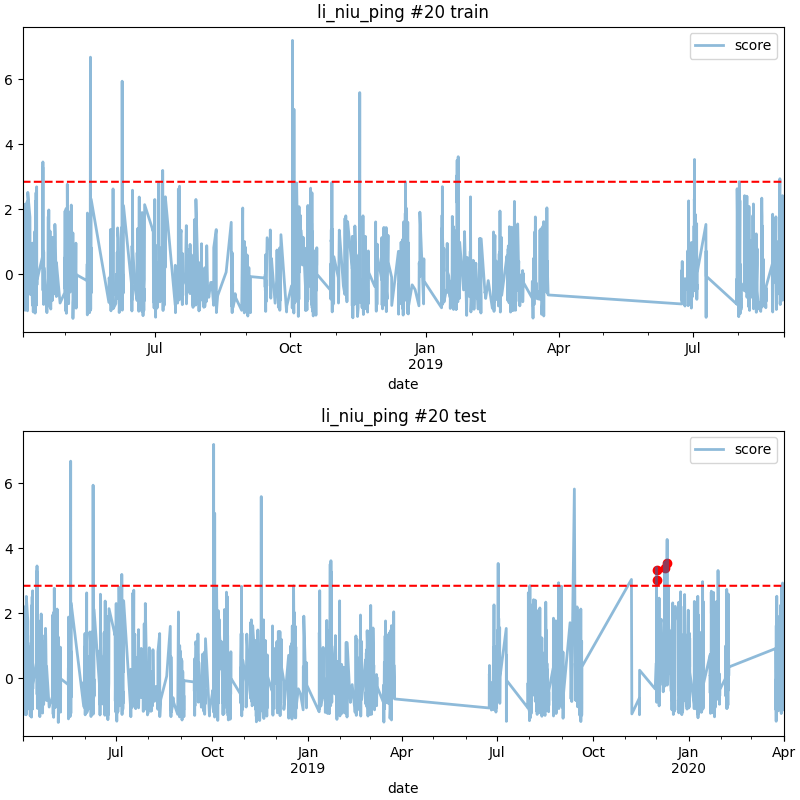 li_niu_ping #20 train
score
6
4
2
0
Jul Oct Jan Apr Jul
2019
date
li_niu_ping #20 test
score
6
4
2
0
Jul Oct Jan Apr Jul Oct Jan Apr
2019 2020
date